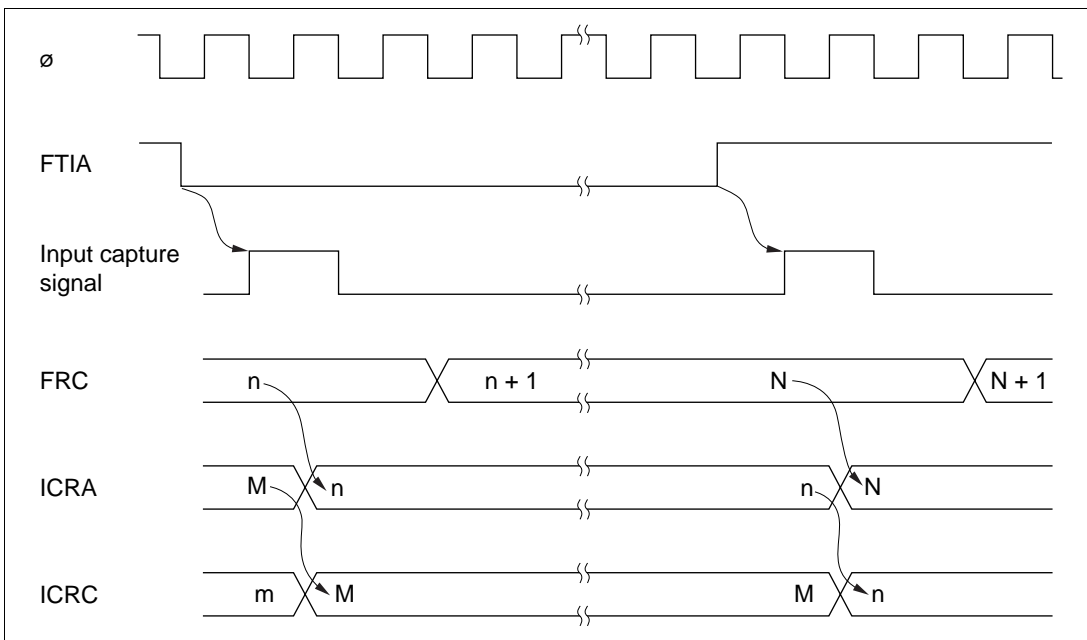 ø
FTIA
Input capture
signal
FRC n n + 1 N N + 1
ICRA M n n N
ICRC m M M n